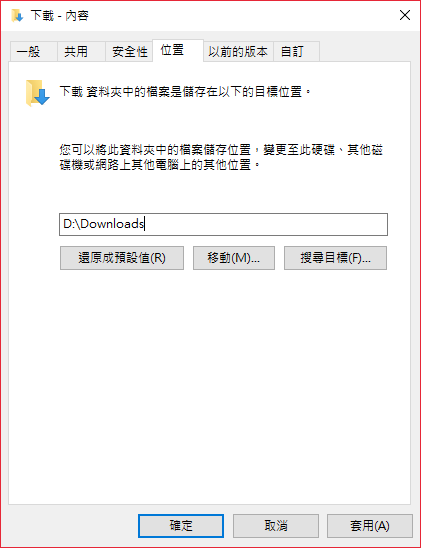 下載 - 內容
一般
共用
安全性
位置
以前的版本
自訂
下載 資料夾中的檔案是儲存在以下的目標位置。
您可以將此資料夾中的檔案儲存位置，變更至此硬碟、其他磁
碟機或網路上其他電腦上的其他位置。
D:\Downloads
還原成預設值(R)
移動(M)...
搜尋目標(F)...
確定
取消
套用(A)